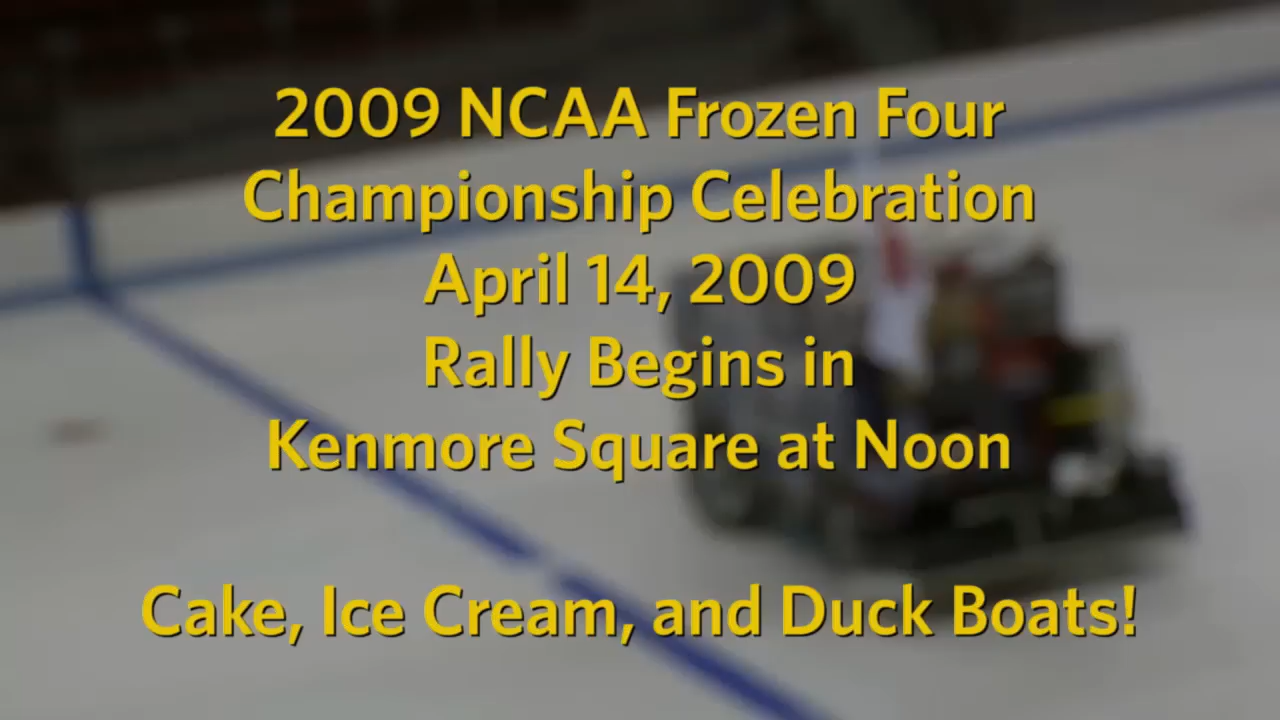 2009 NCAA Frozen Four
Championship Celebration
April 14, 2009
Rally Begins in
Kenmore Square at Noon
Cake, Ice Cream, and Duck Boats!